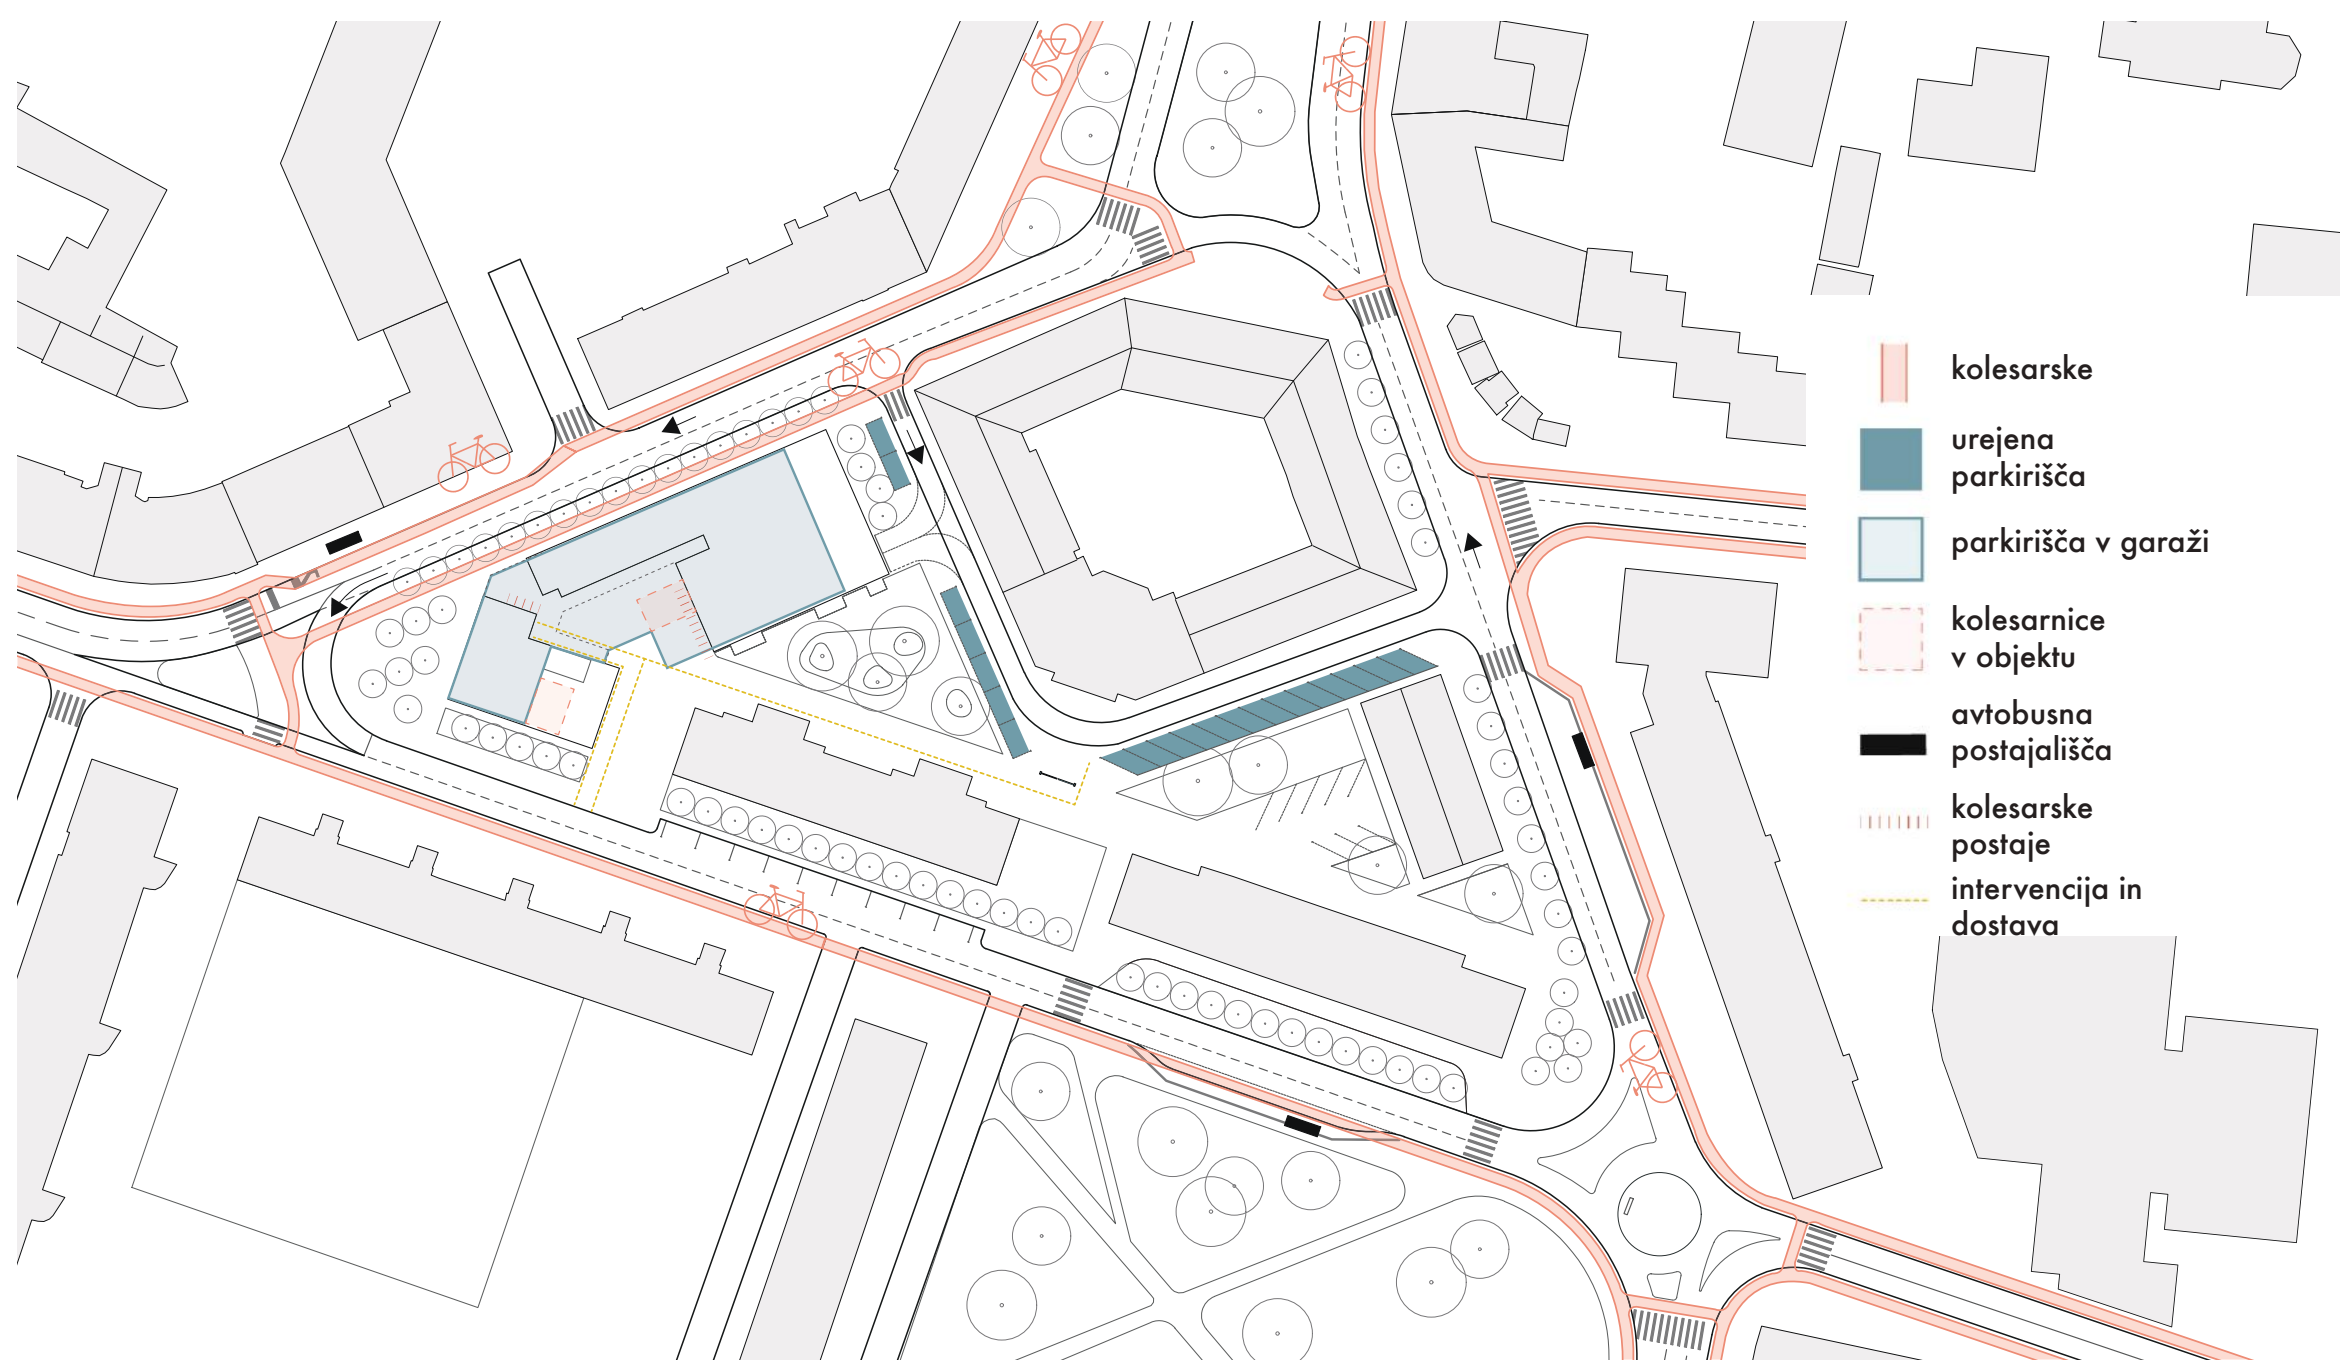 kolesarske
urejena
parkirišča
parkirišča v garaži
kolesarnice
v objektu
avtobusna
postajališča
kolesarske
postaje
intervencija in
dostava